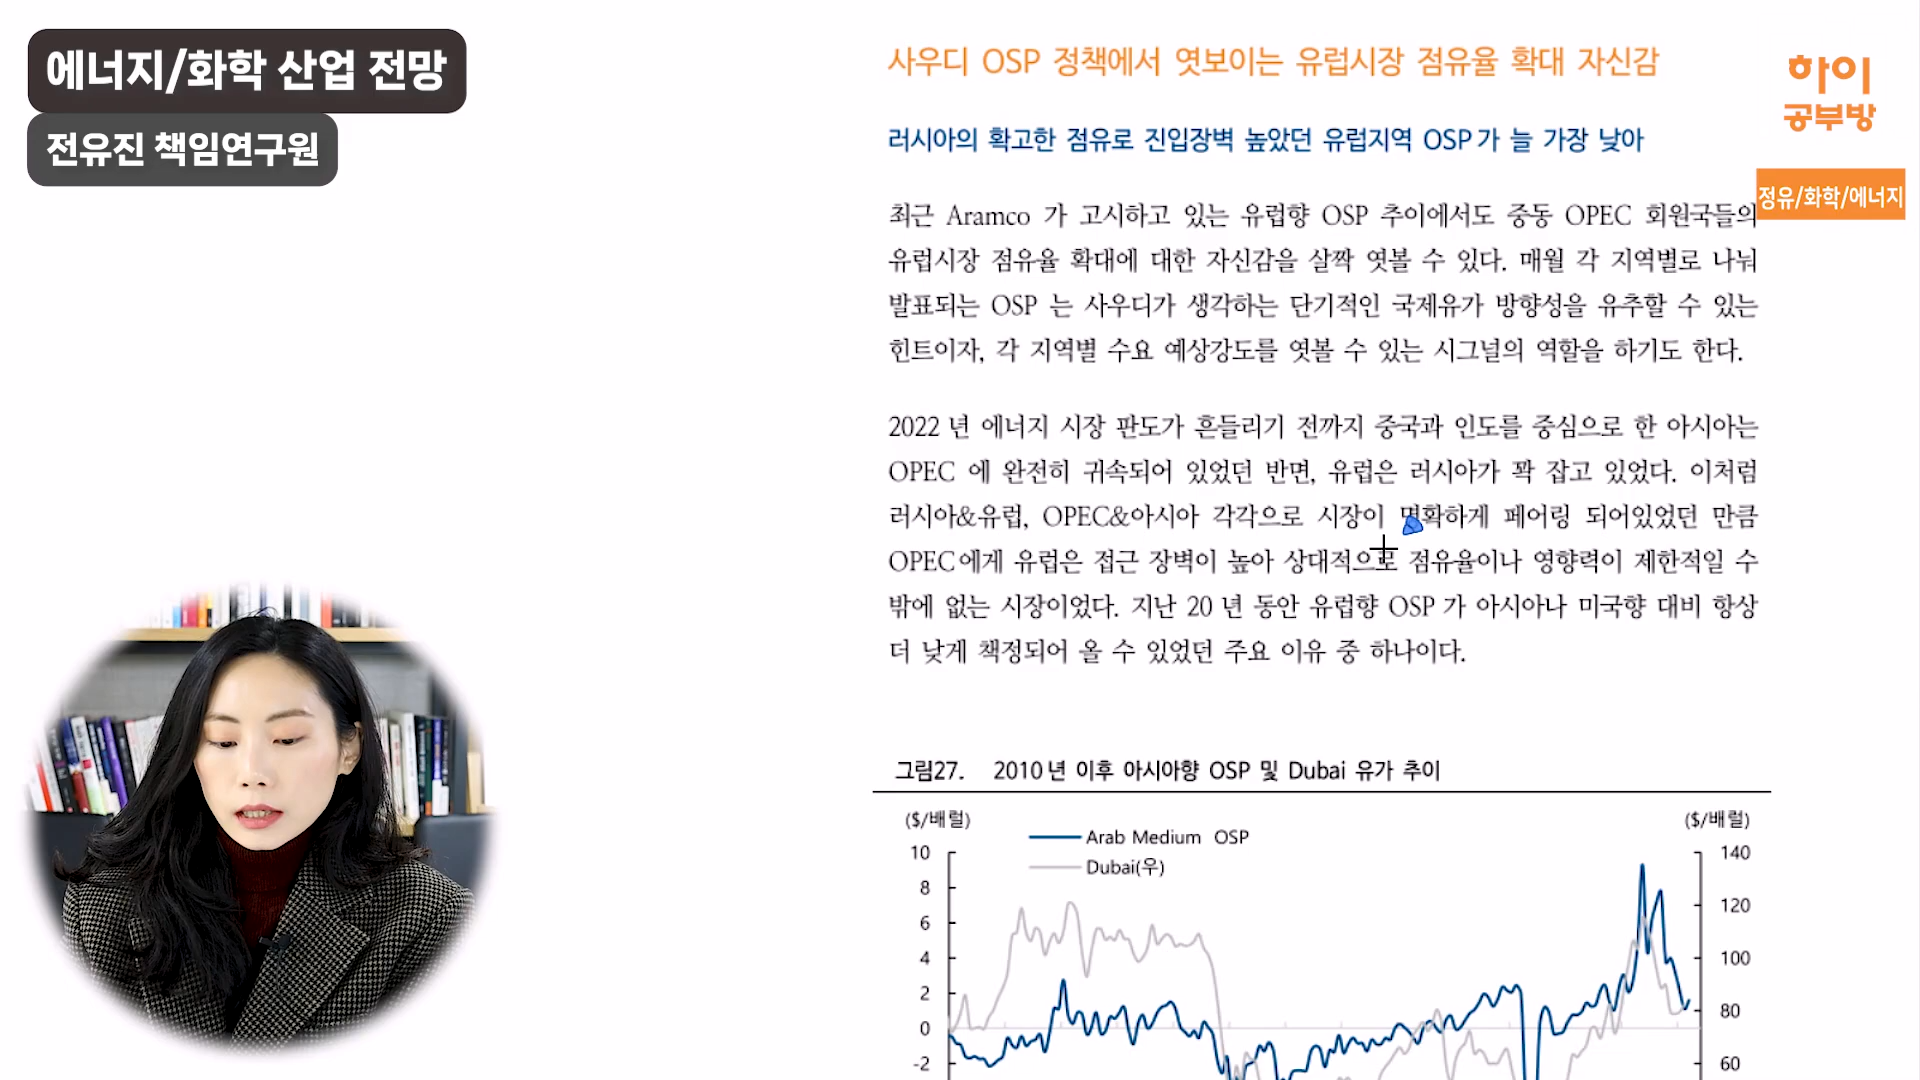 에너지/화학 산업 전망
전유진 책임연구원
사우디 OSP 정책에서 엿보이는 유럽시장 점유율 확대 자신감
러시아의 확고한 점유로 진입장벽 높았던 유럽지역 OSP가 늘 가장 낮아
하이
공부방
정유/화학/에너지
최근 Aramco 가 고시하고 있는 유럽향 OSP 추이에서도 중동 OPEC 회원국들의
유럽시장 점유율 확대에 대한 자신감을 살짝 엿볼 수 있다. 매월 각 지역별로 나눠
발표되는 OSP 는 사우디가 생각하는 단기적인 국제유가 방향성을 유추할 수 있는
힌트이자, 각 지역별 수요 예상강도를 엿볼 수 있는 시그널의 역할을 하기도 한다.
2022 년 에너지 시장 판도가 흔들리기 전까지 중국과 인도를 중심으로 한 아시아는
OPEC 에 완전히 귀속되어 있었던 반면, 유럽은 러시아가 꽉 잡고 있었다. 이처럼
러시아&유럽, OPEC&아시아 각각으로 시장이 명확하게 페어링 되어있었던 만큼
OPEC에게 유럽은 접근 장벽이 높아 상대적으로 점유율이나 영향력이 제한적일 수
밖에 없는 시장이었다. 지난 20 년 동안 유럽향 OSP 가 아시아나 미국향 대비 항상
더 낮게 책정되어 올 수 있었던 주요 이유 중 하나이다.
그림27. 2010년 이후 아시아향 OSP 및 Dubai 유가 추이
($/배럴) ($/배럴)
Arab Medium OSP
Dubai(우)
10 140
8
6 120
4 100
2
0 80
-2 60